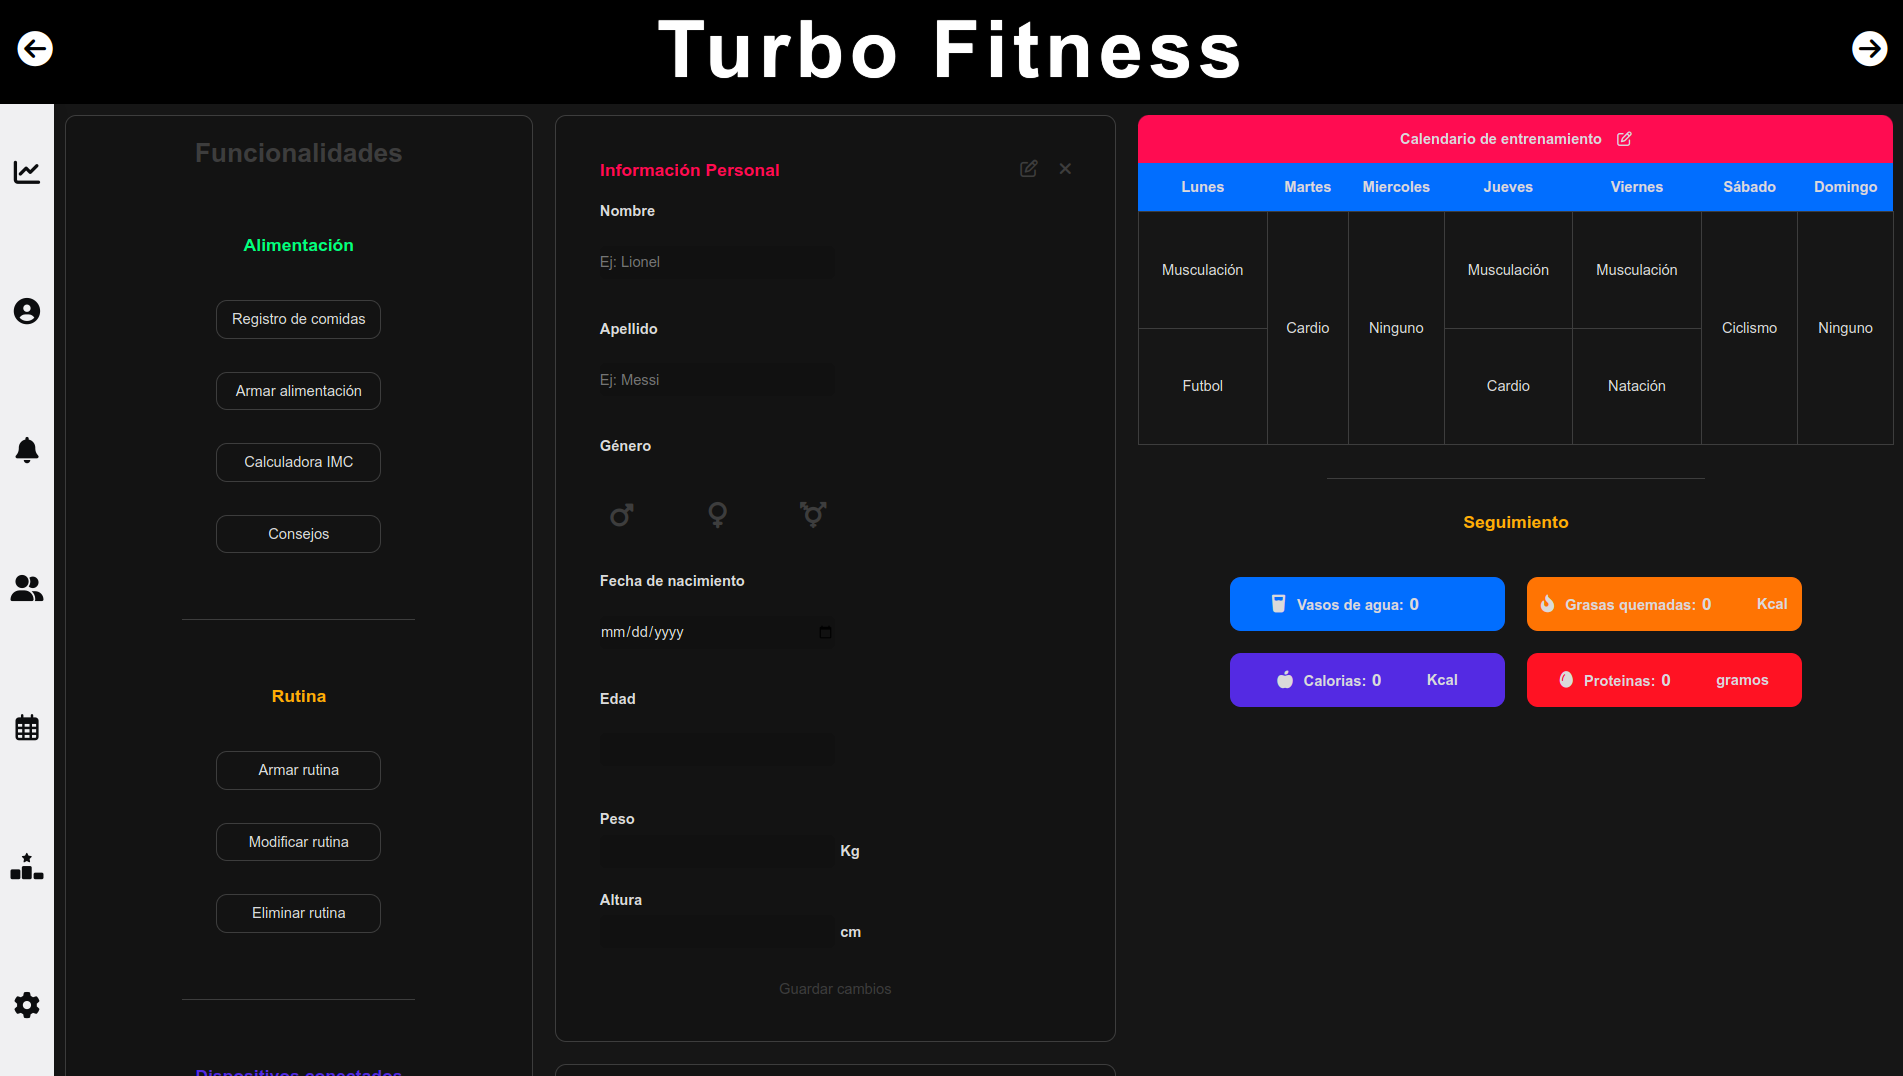 Turbo Fitness
Funcionalidades
Alimentación
Registro de comidas
Armar alimentación
Calculadora IMC
Consejos
Rutina
Armar rutina
Modificar rutina
Eliminar rutina
Dispositivos conectados
Información Personal
Nombre
Ej: Lionel
Apellido
Ej: Messi
Género
Fecha de nacimiento
mm/dd/yyyy
Edad
Peso
Kg
Altura
cm
Guardar cambios
Calendario de entrenamiento
Lunes Martes Miercoles Jueves Viernes Sábado Domingo
Musculación Musculación Musculación
Cardio Ninguno Ciclismo Ninguno
Futbol Cardio Natación
Seguimiento
Vasos de agua: 0 Grasas quemadas: 0 Kcal
Calorias: 0 Kcal Proteinas: 0 gramos